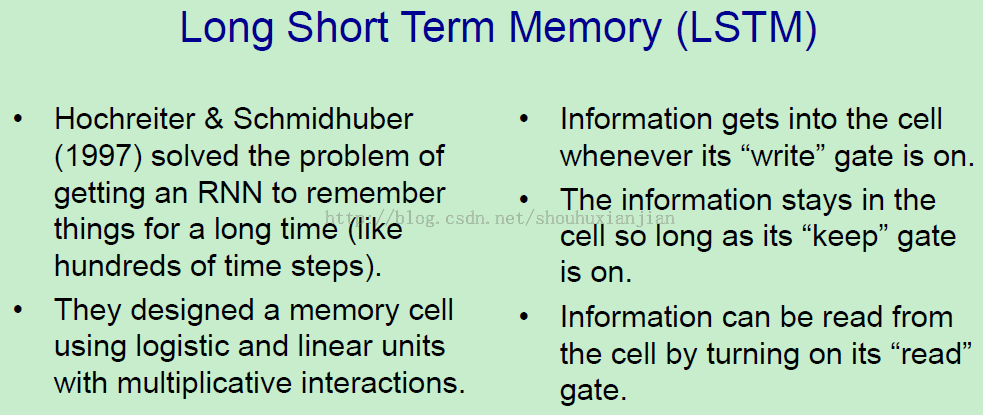 Long Short Term Memory (LSTM)
• Hochreiter & Schmidhuber
(1997) solved the problem of
getting an RNN to remember
things for a long time (like
hundreds of time steps).
• They designed a memory cell
using logistic and linear units
with multiplicative interactions.
• Information gets into the cell
whenever its “write” gate is on.
• The information stays in the
cell so long as its “keep” gate
is on.
• Information can be read from
the cell by turning on its “read”
gate.
http://blog.csdn.net/shouhuxianjian